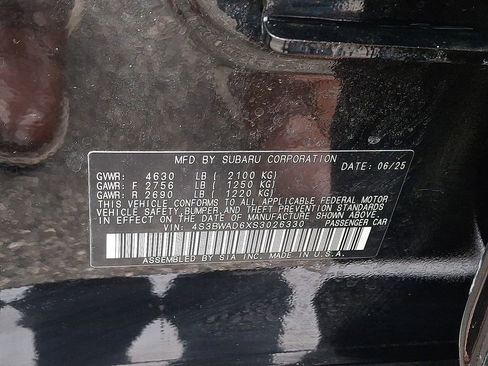 MFD. BY SUBARU CORPORATION
DATE: 06/25
GWR: 4630 LB ( 2100 KG)
GAWR: F 2756 LB ( 1250 KG)
GAWR: R 2690 LB ( 1220 KG)
THIS VEHICLE CONFORMS TO ALL APPLICABLE FEDERAL MOTOR
VEHICLE SAFETY, BUMPER, AND THEFT PREVENTION STANDARDS
IN EFFECT ON THE DATE OF MANUFACTURE SHOWN ABOVE.
VIN: 4S3BWAD6XS3026330 PASSENGER CAR
ASSEMBLED BY SIA INC. MADE IN U.S.A.